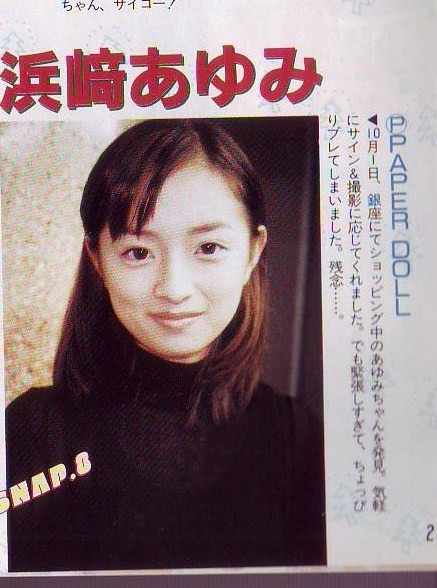 ちゃん、サイコー!
浜﨑あゆみ
ⓅPAPER DOLL
◀10月1日、銀座にてショッピング中のあゆみちゃんを発見。気軽
にサイン&撮影に応じてくれました。でも緊張しすぎて、ちょっぴ
りブレてしまいました。残念……。
SNAP.8
2